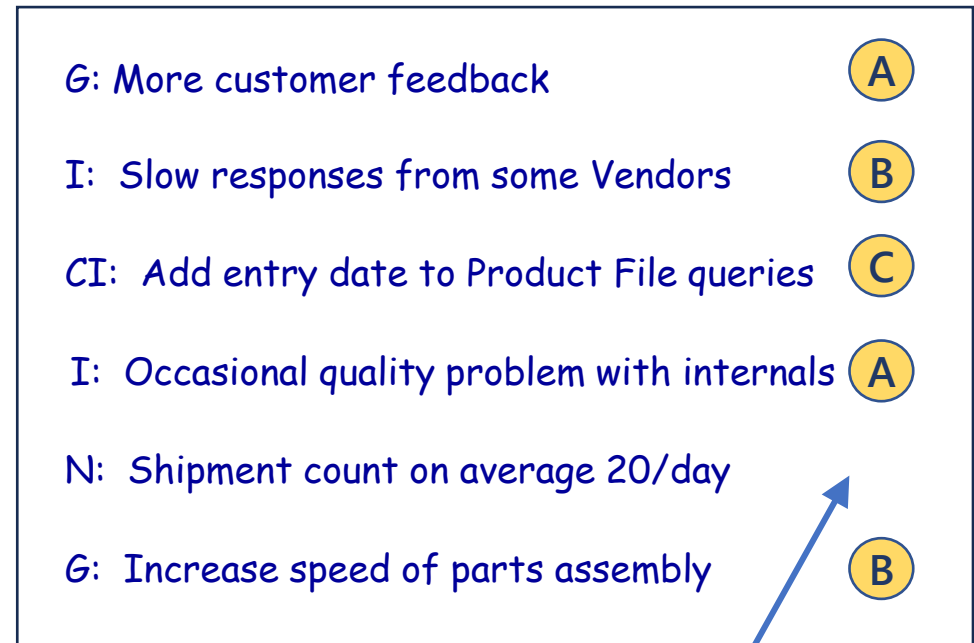 G: More customer feedback A
I: Slow responses from some Vendors B
CI: Add entry date to Product File queries C
I: Occasional quality problem with internals A
N: Shipment count on average 20/day
G: Increase speed of parts assembly B